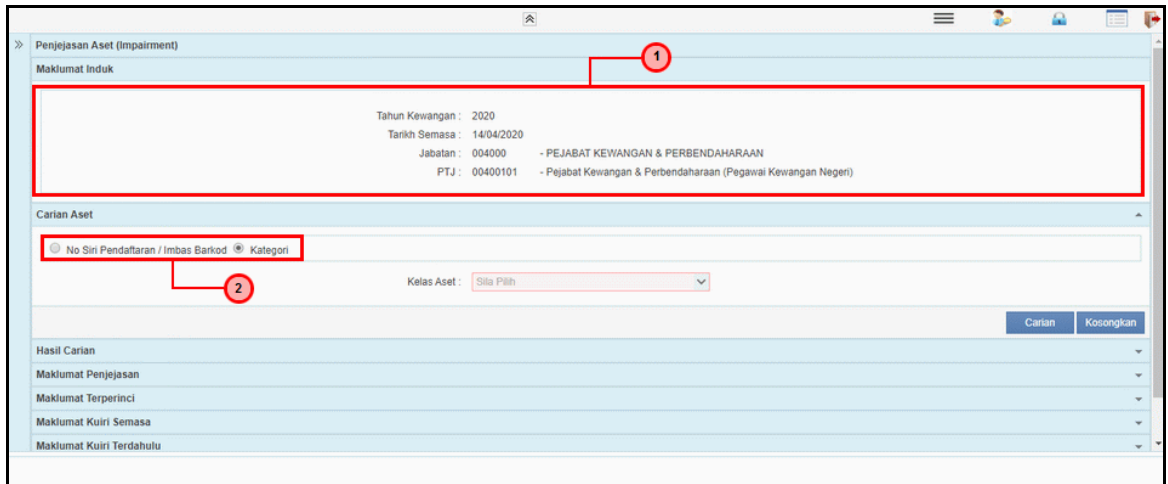 Penjejasan Aset (Impairment)
Maklumat Induk
1
Tahun Kewangan : 2020
Tarikh Semasa : 14/04/2020
Jabatan : 004000 - PEJABAT KEWANGAN & PERBENDAHARAAN
PTJ : 00400101 - Pejabat Kewangan & Perbendaharaan (Pegawai Kewangan Negeri)
Carian Aset
No Siri Pendaftaran / Imbas Barkod Kategori
2
Kelas Aset : Sila Pilih
Carian Kosongkan
Hasil Carian
Maklumat Penjejasan
Maklumat Terperinci
Maklumat Kuiri Semasa
Maklumat Kuiri Terdahulu